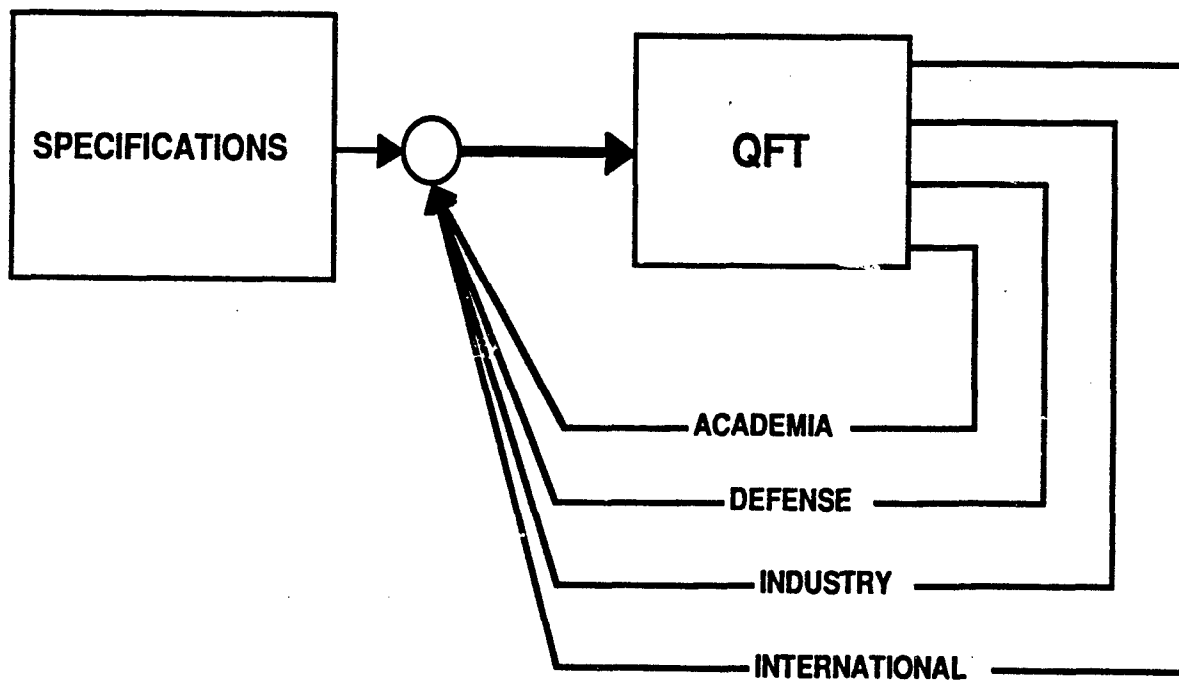 SPECIFICATIONS
QFT
ACADEMIA
DEFENSE
INDUSTRY
INTERNATIONAL